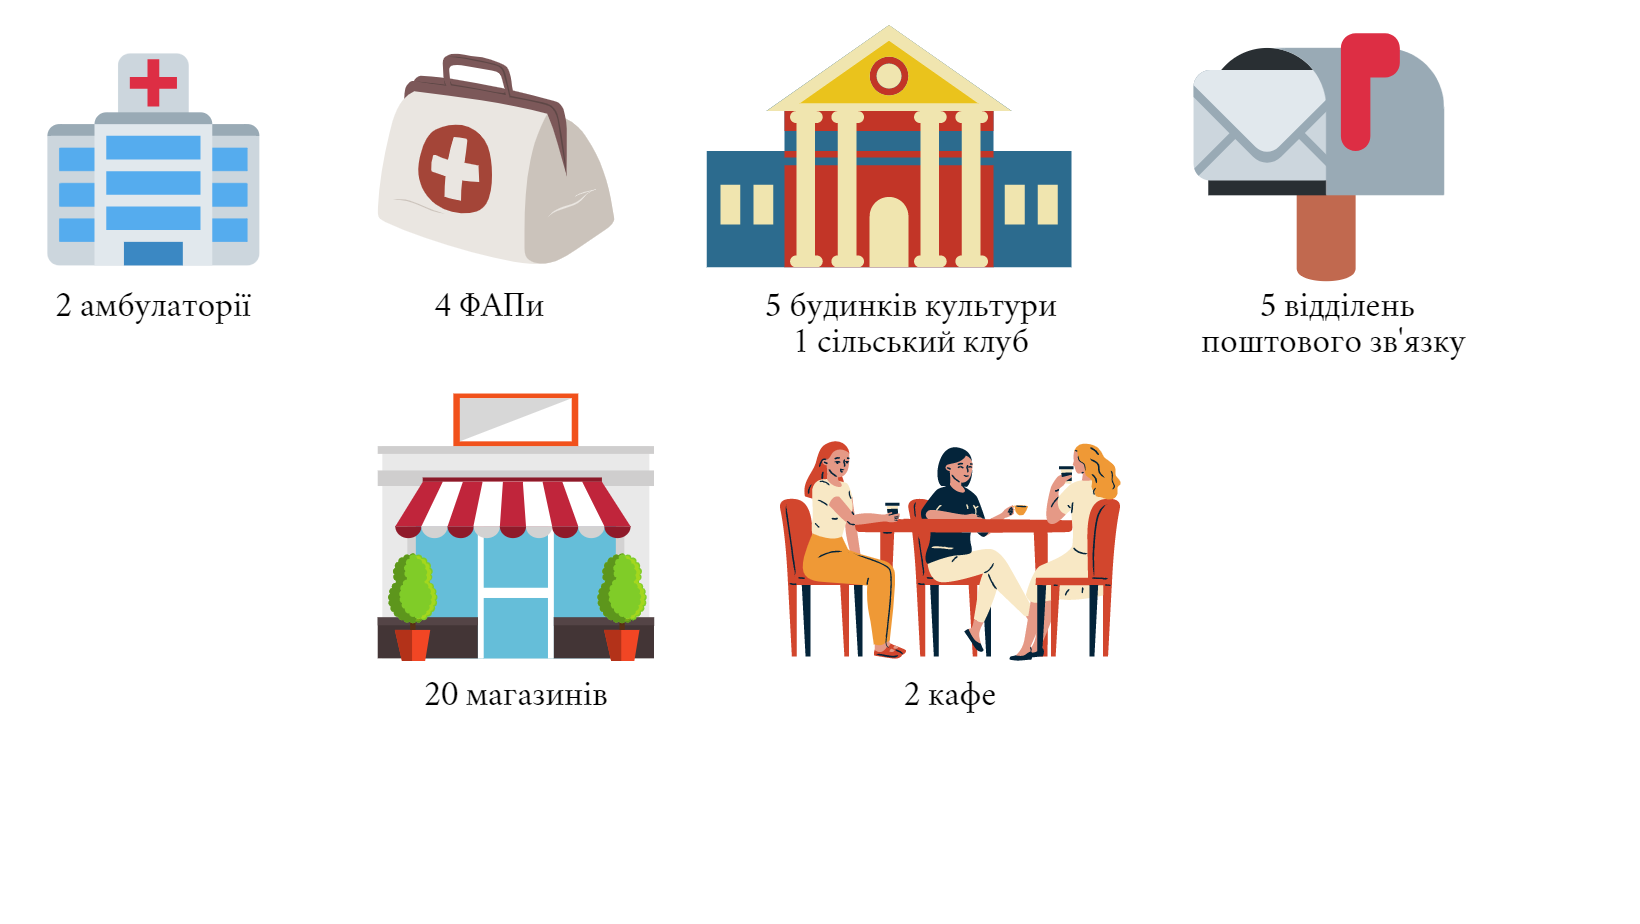 2 амбулаторії
4 ФАПи
5 будинків культури
1 сільський клуб
5 відділень
поштового зв'язку
20 магазинів
2 кафе